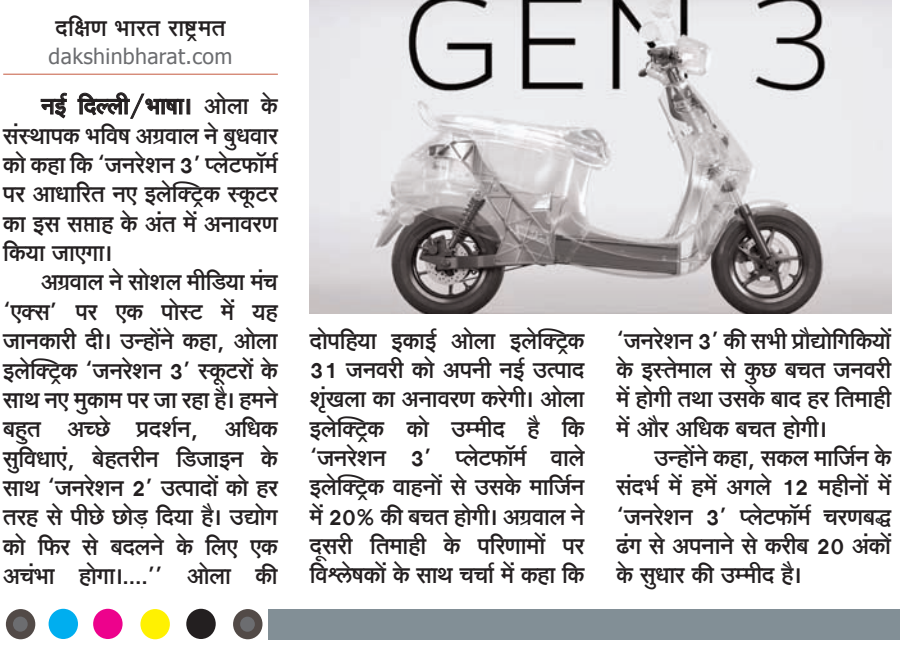 दक्षिण भारत राष्ट्रमत
dakshinbharat.com
नई दिल्ली/भाषा। ओला के
संस्थापक भविष अग्रवाल ने बुधवार
को कहा कि ‘जनरेशन 3’ प्लेटफॉर्म
पर आधारित नए इलेक्ट्रिक स्कूटर
का इस सप्ताह के अंत में अनावरण
किया जाएगा।
अग्रवाल ने सोशल मीडिया मंच
‘एक्स’ पर एक पोस्ट में यह
जानकारी दी। उन्होंने कहा, ओला
इलेक्ट्रिक ‘जनरेशन 3’ स्कूटरों के
साथ नए मुकाम पर जा रहा है। हमने
बहुत अच्छे प्रदर्शन, अधिक
सुविधाएं, बेहतरीन डिजाइन के
साथ ‘जनरेशन 2’ उत्पादों को हर
तरह से पीछे छोड़ दिया है। उद्योग
को फिर से बदलने के लिए एक
अचंभा होगा।....’’ ओला की
GEN 3
दोपहिया इकाई ओला इलेक्ट्रिक
31 जनवरी को अपनी नई उत्पाद
शृंखला का अनावरण करेगी। ओला
इलेक्ट्रिक को उम्मीद है कि
‘जनरेशन 3’ प्लेटफॉर्म वाले
इलेक्ट्रिक वाहनों से उसके मार्जिन
में 20% की बचत होगी। अग्रवाल ने
दूसरी तिमाही के परिणामों पर
विश्लेषकों के साथ चर्चा में कहा कि
‘जनरेशन 3’ की सभी प्रौद्योगिकियों
के इस्तेमाल से कुछ बचत जनवरी
में होगी तथा उसके बाद हर तिमाही
में और अधिक बचत होगी।
उन्होंने कहा, सकल मार्जिन के
संदर्भ में हमें अगले 12 महीनों में
‘जनरेशन 3’ प्लेटफॉर्म चरणबद्ध
ढंग से अपनाने से करीब 20 अंकों
के सुधार की उम्मीद है।